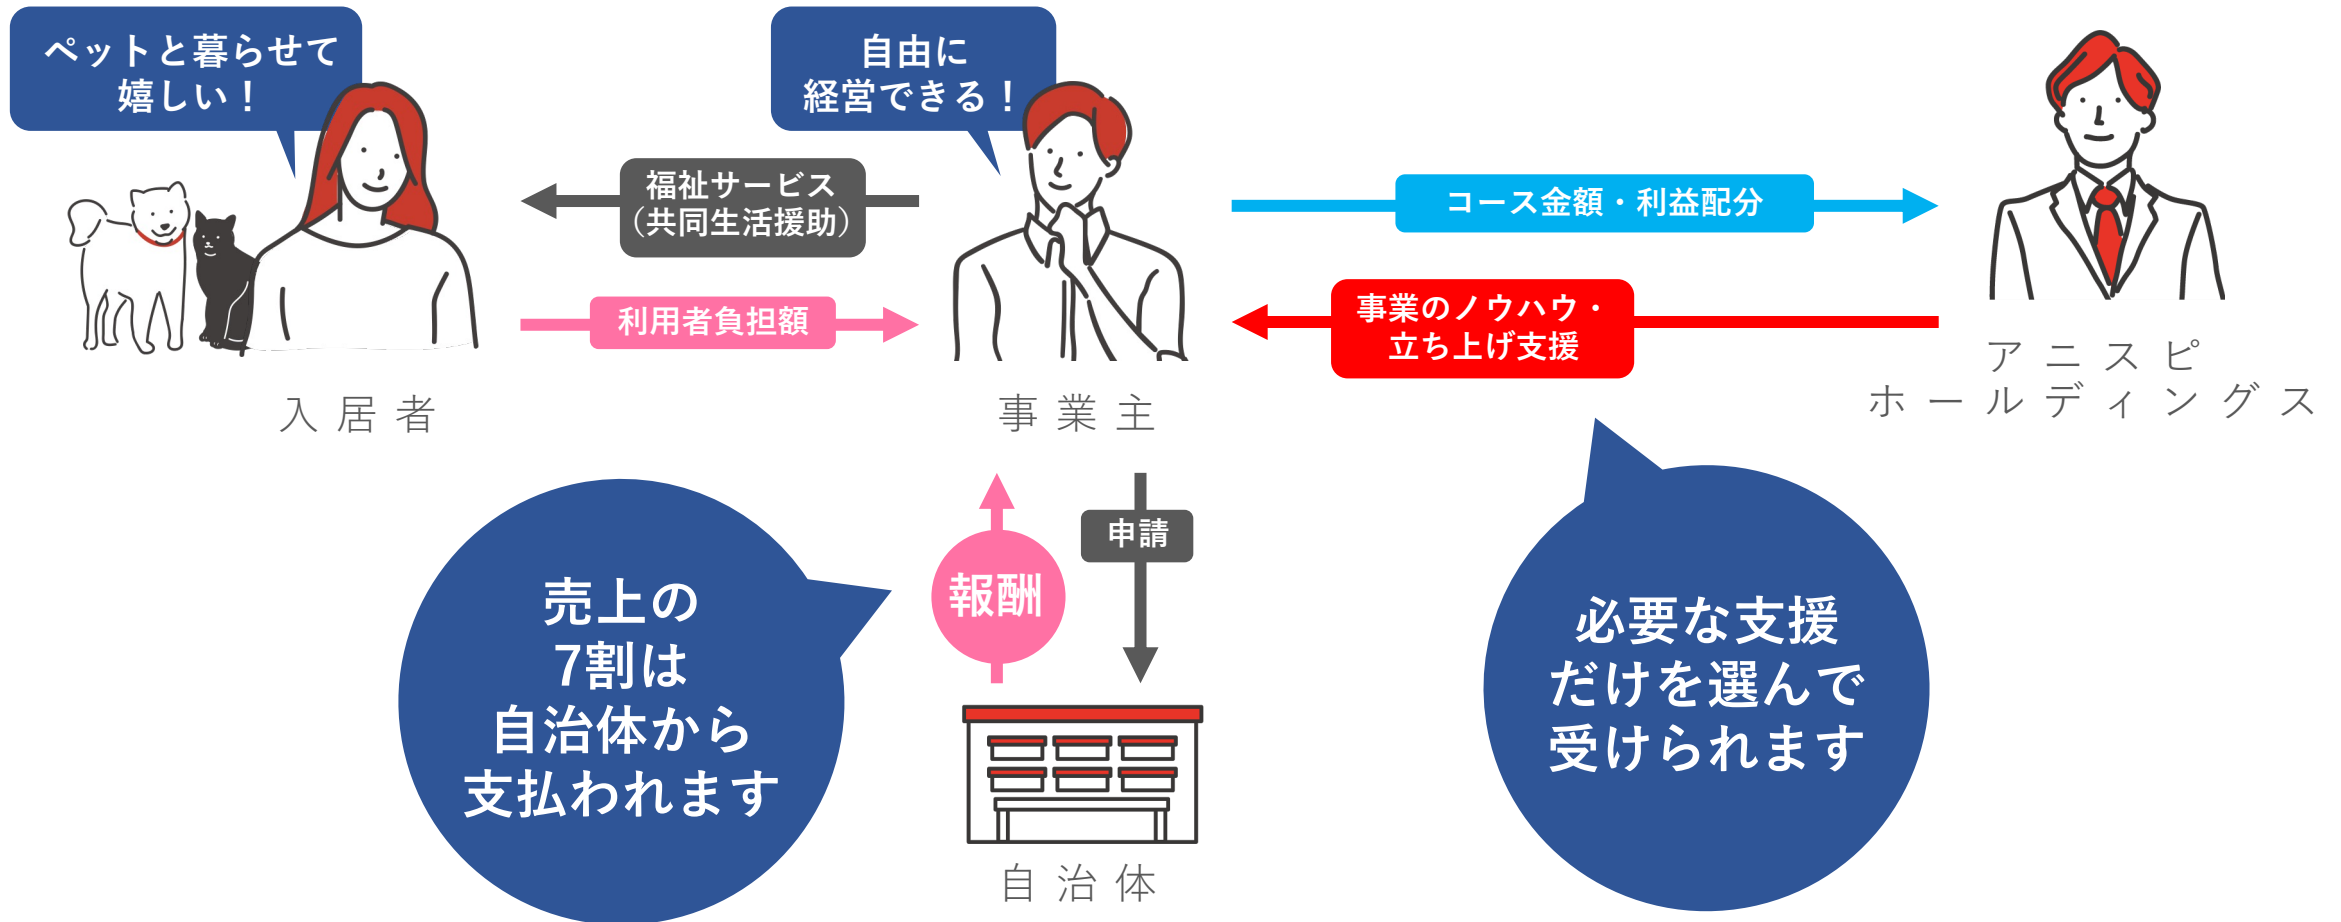 ペットと暮らせて
嬉しい！
自由に
経営できる！
福祉サービス
（共同生活援助）
利用者負担額
コース金額・利益配分
事業のノウハウ・
立ち上げ支援
入居者
事業主
アニスピ
ホールディングス
売上の
7割は
自治体から
支払われます
報酬
申請
必要な支援
だけを選んで
受けられます
自治体